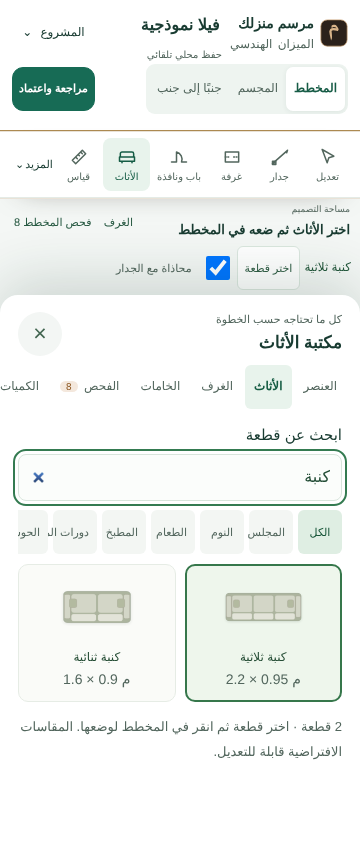 مرسم منزلك
الميزان الهندسي
فيلا نموذجية
حفظ محلي تلقائي
المشروع
المخطط
المجسم
جنبًا إلى جنب
مراجعة واعتماد
تعديل
جدار
غرفة
باب ونافذة
الأثاث
قياس
المزيد
مساحة التصميم
اختر الأثاث ثم ضعه في المخطط
الغرف
فحص المخطط 8
كنبة ثلاثية
اختر قطعة
محاذاة مع الجدار
كل ما تحتاجه حسب الخطوة
مكتبة الأثاث
العنصر
الأثاث
الغرف
الخامات
الفحص 8
الكميات
ابحث عن قطعة
كنبة
الكل
المجلس
النوم
الطعام
المطبخ
دورات ال
الحوش
كنبة ثلاثية
2.2 × 0.95 م
كنبة ثنائية
1.6 × 0.9 م
2 قطعة · اختر قطعة ثم انقر في المخطط لوضعها. المقاسات
الافتراضية قابلة للتعديل.